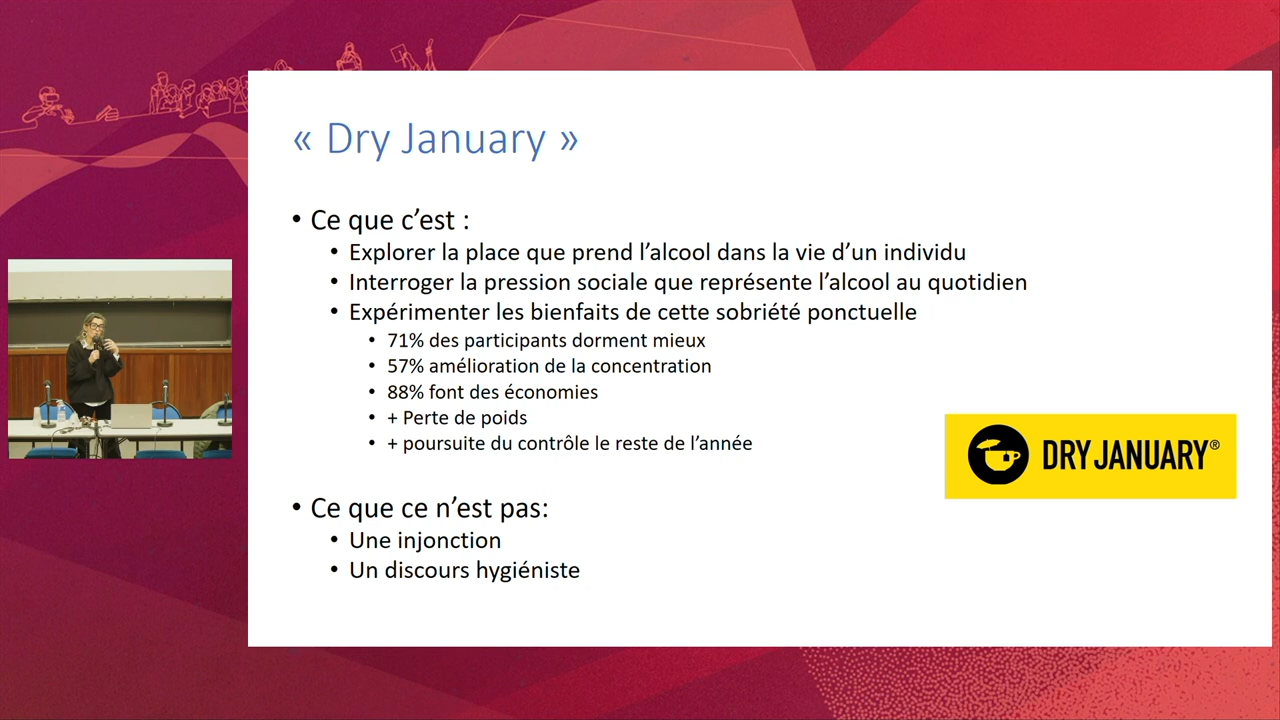 « Dry January »
• Ce que c’est :
• Explorer la place que prend l’alcool dans la vie d’un individu
• Interroger la pression sociale que représente l’alcool au quotidien
• Expérimenter les bienfaits de cette sobriété ponctuelle
• 71% des participants dorment mieux
• 57% amélioration de la concentration
• 88% font des économies
• + Perte de poids
• + poursuite du contrôle le reste de l’année
DRY JANUARY®
• Ce que ce n’est pas:
• Une injonction
• Un discours hygiéniste